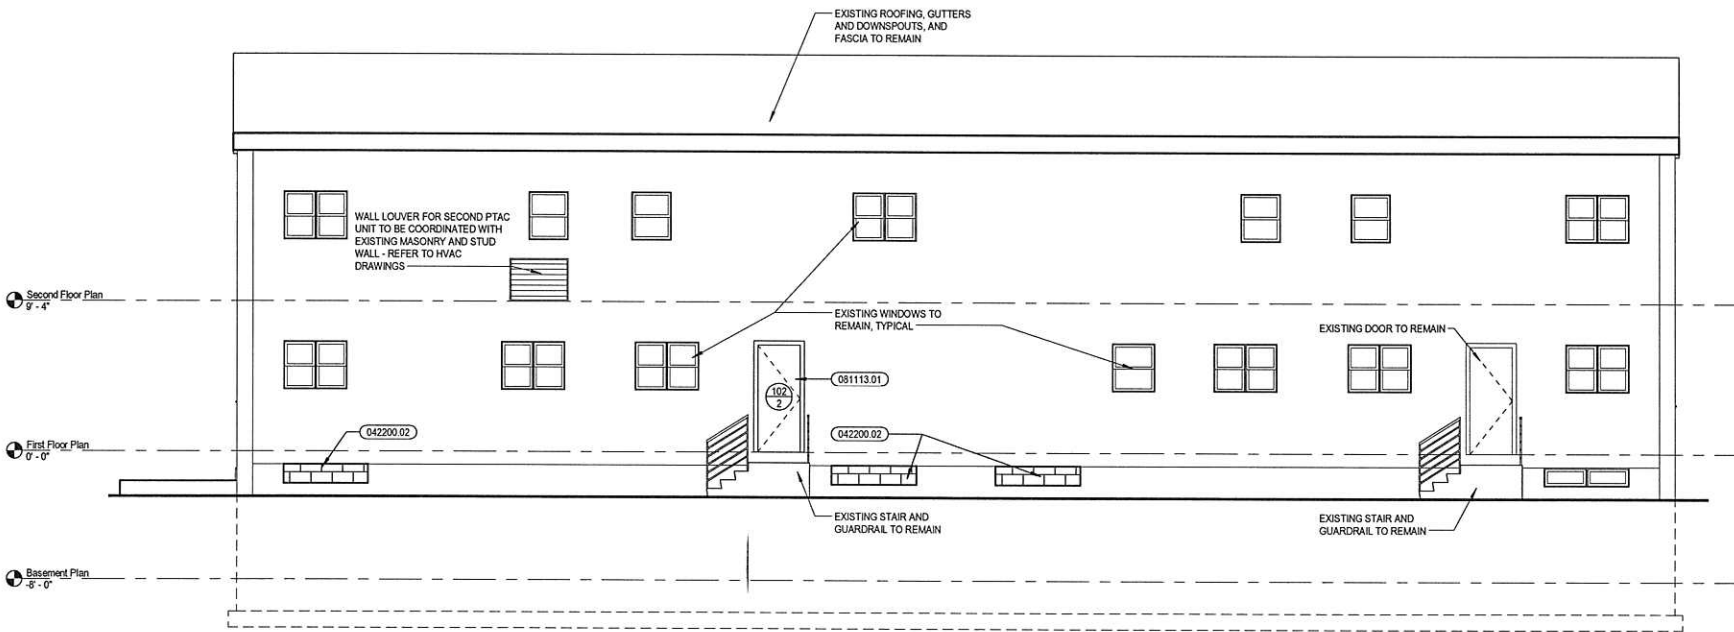 EXISTING ROOFING, GUTTERS
AND DOWNSPOUTS, AND
FASCIA TO REMAIN
WALL LOUVER FOR SECOND PTAC
UNIT TO BE COORDINATED WITH
EXISTING MASONRY AND STUD
WALL - REFER TO HVAC
DRAWINGS
Second Floor Plan
9' - 4"
EXISTING WINDOWS TO
REMAIN, TYPICAL
EXISTING DOOR TO REMAIN
081113.01
102
2
042200.02
042200.02
First Floor Plan
0' - 0"
EXISTING STAIR AND
GUARDRAIL TO REMAIN
EXISTING STAIR AND
GUARDRAIL TO REMAIN
Basement Plan
-8' - 0"